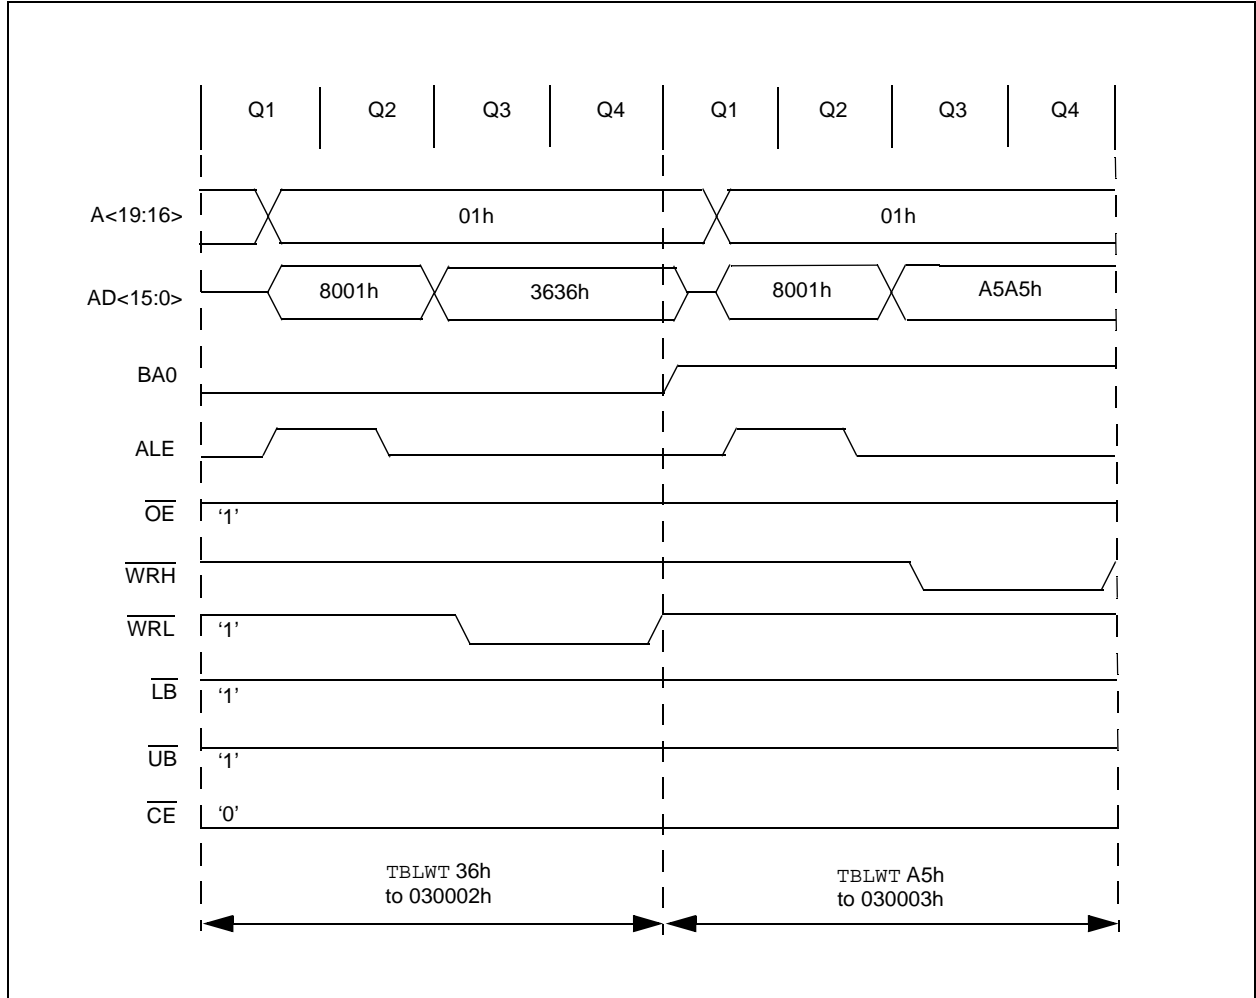 Q1 Q2 Q3 Q4 Q1 Q2 Q3 Q4
A<19:16> 01h 01h
AD<15:0> 8001h 3636h 8001h A5A5h
BA0
ALE
OE ‘1’
WRH
WRL ‘1’
LB ‘1’
UB ‘1’
CE ‘0’
TBLWT 36h
to 030002h
TBLWT A5h
to 030003h